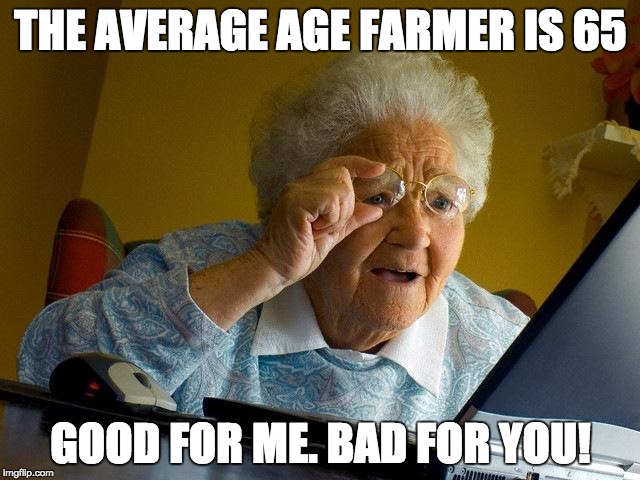 THE AVERAGE AGE FARMER IS 65
GOOD FOR ME. BAD FOR YOU!
imgflip.com